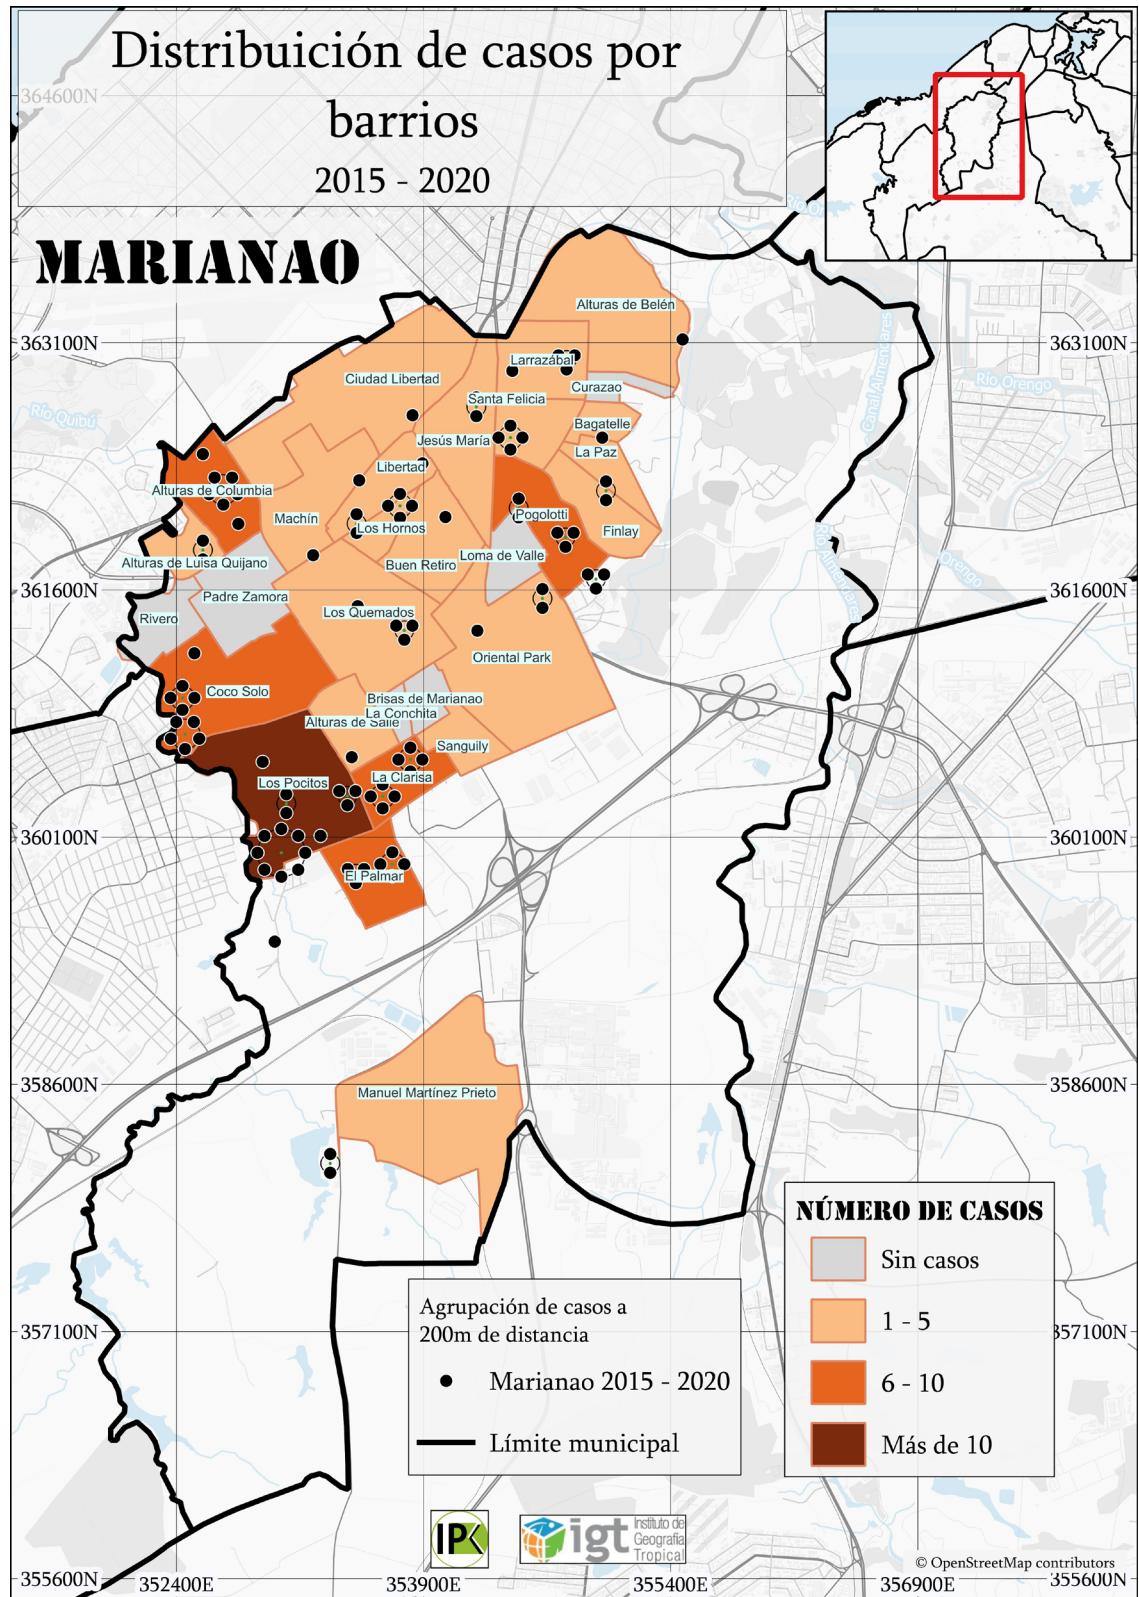 Distribuición de casos por
barrios
2015 - 2020
364600N
MARIANAO
Alturas de Belén
363100N
363100N
Larrazábal
Ciudad Libertad
Curazao
Río Orengo
Santa Felicia
Río Quibú
Canal Almendares
Bagatelle
Jesús María
La Paz
Libertad
Alturas de Columbia
Pogolotti
Machín
Los Hornos
Finlay
Loma de Valle
Alturas de Luisa Quijano
Buen Retiro
Río Almendares
Orengo
361600N
361600N
Padre Zamora
Rivero
Los Quemados
Oriental Park
Coco Solo
Brisas de Marianao
La Conchita
Alturas de Salle
Sanguily
La Clarisa
Los Pocitos
360100N
360100N
El Palmar
358600N
358600N
Manuel Martínez Prieto
NÚMERO DE CASOS
Sin casos
1 - 5
6 - 10
Más de 10
Agrupación de casos a
200m de distancia
Marianao 2015 - 2020
Límite municipal
357100N
357100N
IPK
igt
Instituto de
Geografía
Tropical
© OpenStreetMap contributors
355600N
355600N
352400E
353900E
355400E
356900E